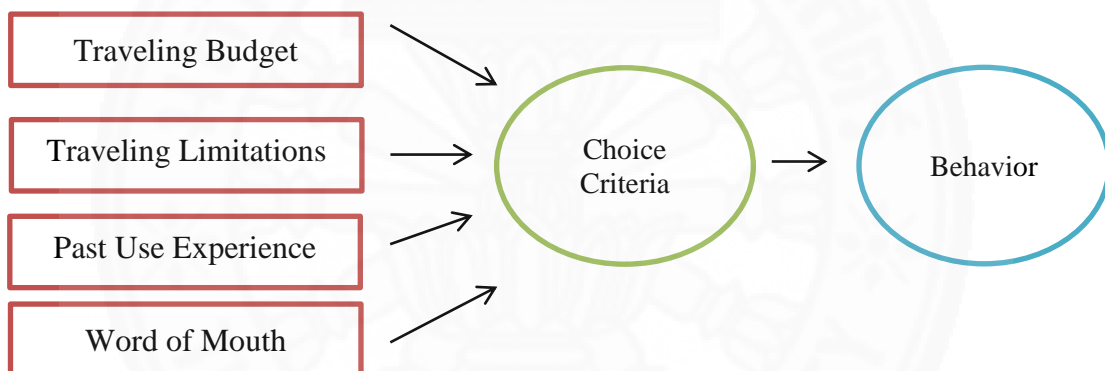 Traveling Budget
Traveling Limitations
Past Use Experience
Word of Mouth
Choice
Criteria
Behavior